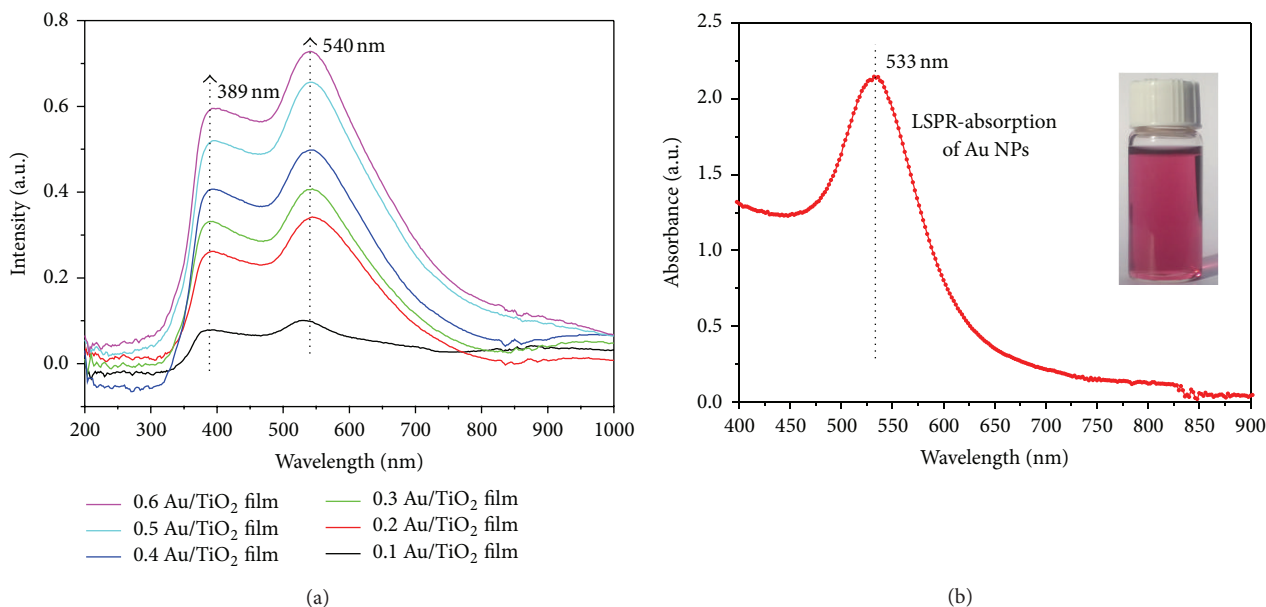 0.8
0.6
0.4
0.2
0.0
Intensity (a.u.)
389 nm
540 nm
200 300 400 500 600 700 800 900 1000
Wavelength (nm)
0.6 Au/TiO₂ film
0.5 Au/TiO₂ film
0.4 Au/TiO₂ film
0.3 Au/TiO₂ film
0.2 Au/TiO₂ film
0.1 Au/TiO₂ film
(a)
2.5
2.0
1.5
1.0
0.5
0.0
Absorbance (a.u.)
533 nm
LSPR-absorption
of Au NPs
400 450 500 550 600 650 700 750 800 850 900
Wavelength (nm)
(b)